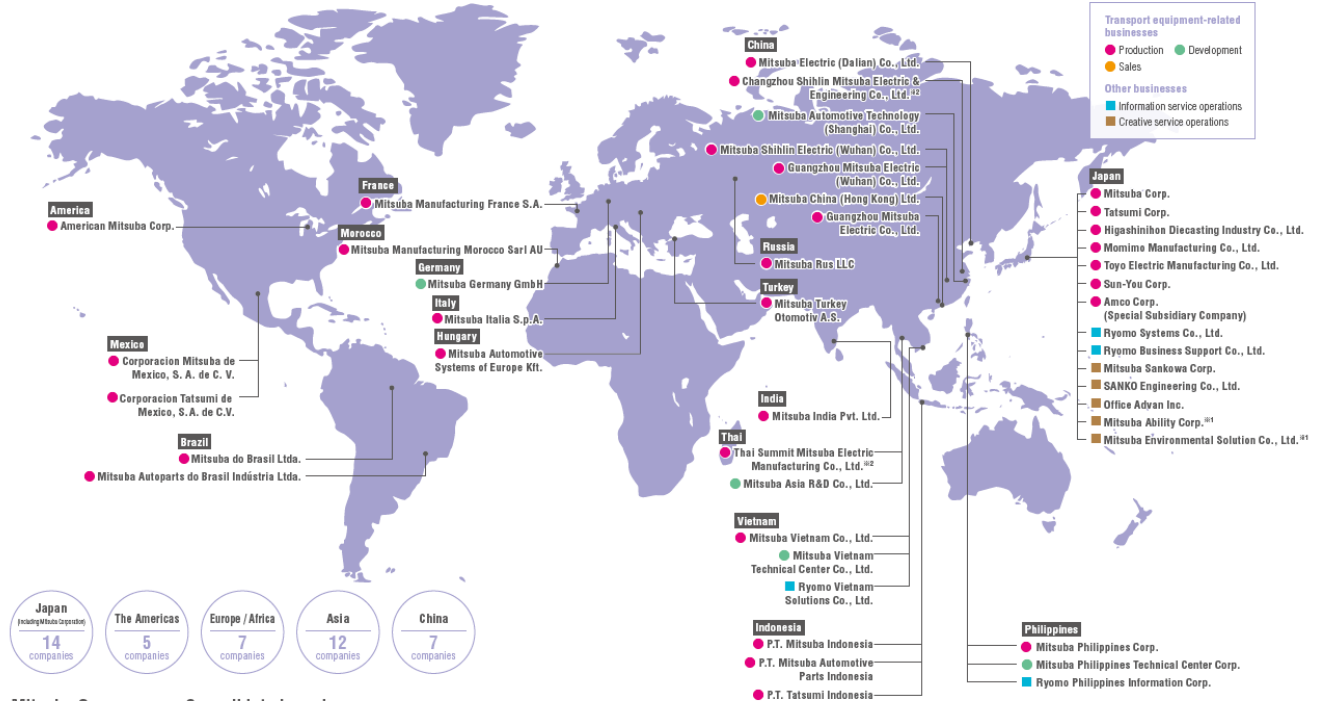 Transport equipment-related
businesses
Production
Development
Sales
Other businesses
Information service operations
Creative service operations
China
Mitsuba Electric (Dalian) Co., Ltd.
Changzhou Shihlin Mitsuba Electric &
Engineering Co., Ltd. ※2
Mitsuba Automotive Technology
(Shanghai) Co., Ltd.
Mitsuba Shihlin Electric (Wuhan) Co., Ltd.
Guangzhou Mitsuba Electric
(Wuhan) Co., Ltd.
Mitsuba China (Hong Kong) Ltd.
Guangzhou Mitsuba
Electric Co., Ltd.
Japan
Mitsuba Corp.
Tatsumi Corp.
Higashinihon Diecasting Industry Co., Ltd.
Momimo Manufacturing Co., Ltd.
Toyo Electric Manufacturing Co., Ltd.
Sun-You Corp.
Amco Corp.
(Special Subsidiary Company)
Ryomo Systems Co., Ltd.
Ryomo Business Support Co., Ltd.
Mitsuba Sankowa Corp.
SANKO Engineering Co., Ltd.
Office Advan Inc.
Mitsuba Ability Corp.※1
Mitsuba Environmental Solution Co., Ltd.※1
France
Mitsuba Manufacturing France S.A.
America
American Mitsuba Corp.
Morocco
Mitsuba Manufacturing Morocco Sarl AU
Germany
Mitsuba Germany GmbH
Italy
Mitsuba Italia S.p.A.
Hungary
Mitsuba Automotive
Systems of Europe Kft.
Russia
Mitsuba Rus LLC
Turkey
Mitsuba Turkey
Otomotiv A.S.
Mexico
Corporacion Mitsuba de
Mexico, S. A. de C. V.
Corporacion Tatsumi de
Mexico, S.A. de C.V.
Brazil
Mitsuba do Brasil Ltda.
Mitsuba Autoparts do Brasil Indústria Ltda.
India
Mitsuba India Pvt. Ltd.
Thai
Thai Summit Mitsuba Electric
Manufacturing Co., Ltd.※2
Mitsuba Asia R&D Co., Ltd.
Vietnam
Mitsuba Vietnam Co., Ltd.
Mitsuba Vietnam
Technical Center Co., Ltd.
Ryomo Vietnam
Solutions Co., Ltd.
Indonesia
P.T. Mitsuba Indonesia
P.T. Mitsuba Automotive
Parts Indonesia
P.T. Tatsumi Indonesia
Philippines
Mitsuba Philippines Corp.
Mitsuba Philippines Technical Center Corp.
Ryomo Philippines Information Corp.
Japan
(Including Mitsuba Corporation)
14
companies
The Americas
5
companies
Europe / Africa
7
companies
Asia
12
companies
China
7
companies